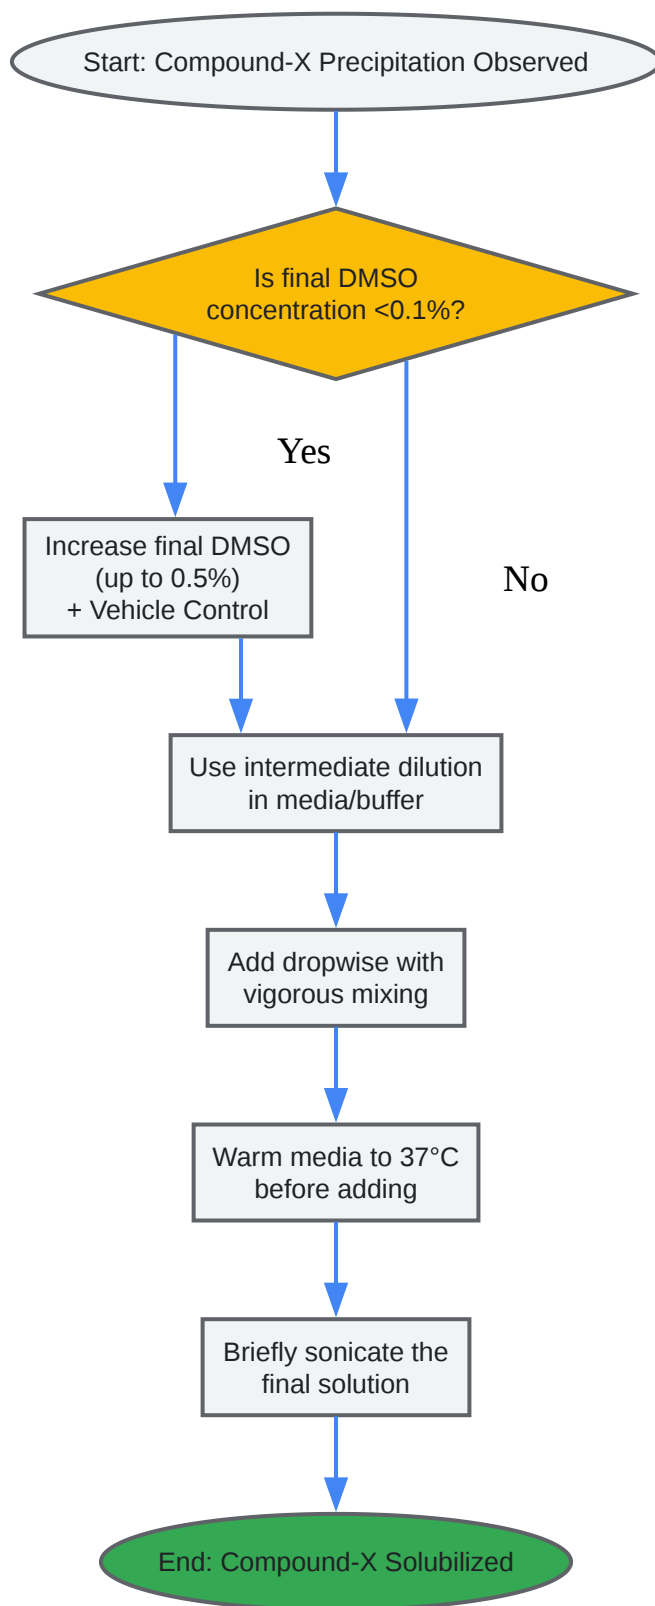 Start: Compound-X Precipitation Observed
Is final DMSO
concentration <0.1%?
Yes
Increase final DMSO
(up to 0.5%)
+ Vehicle Control
No
Use intermediate dilution
in media/buffer
Add dropwise with
vigorous mixing
Warm media to 37°C
before adding
Briefly sonicate the
final solution
End: Compound-X Solubilized